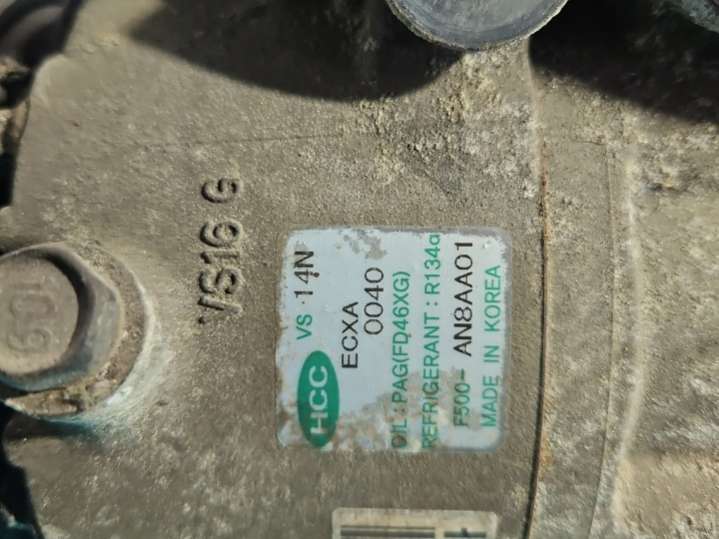 VS16 G
HCC
VS 14N
ECXA
0040
OIL : PAG(FD46XG)
REFRIGERANT : R134a
F500- AN8AA01
MADE IN KOREA